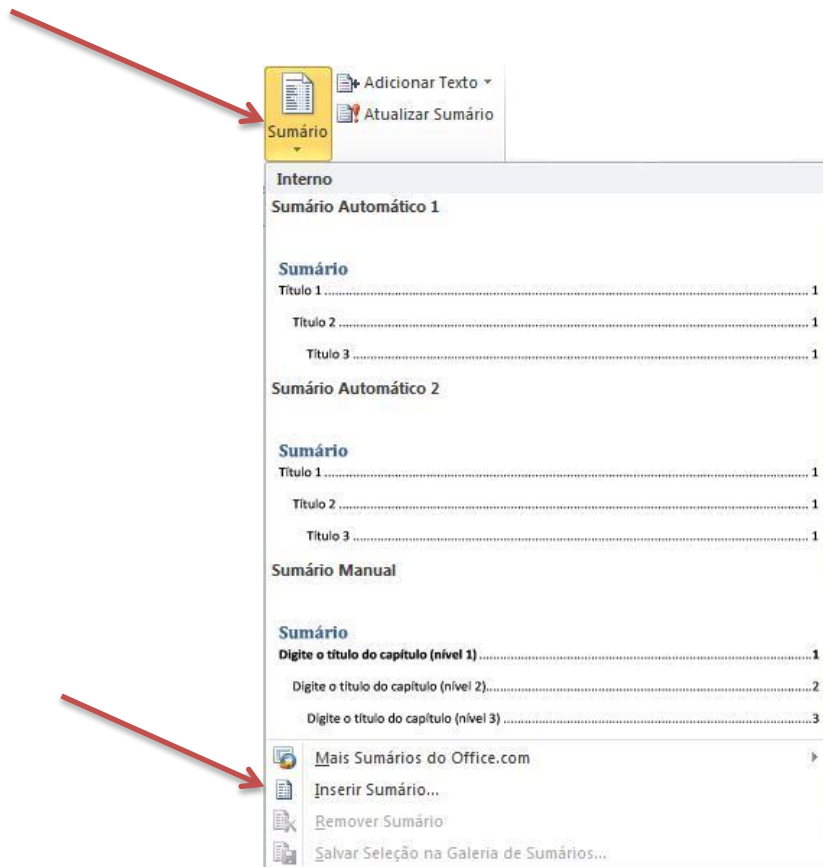 Adicionar Texto
Atualizar Sumário
Sumário
Interno
Sumário Automático 1
Sumário
Título 1 ........ 1
Título 2 ........ 1
Título 3 ........ 1
Sumário Automático 2
Sumário
Título 1 ........ 1
Título 2 ........ 1
Título 3 ........ 1
Sumário Manual
Sumário
Digite o título do capítulo (nível 1) ........ 1
Digite o título do capítulo (nível 2) ........ 2
Digite o título do capítulo (nível 3) ........ 3
Mais Sumários do Office.com
Inserir Sumário...
Remover Sumário
Salvar Seleção na Galeria de Sumários...